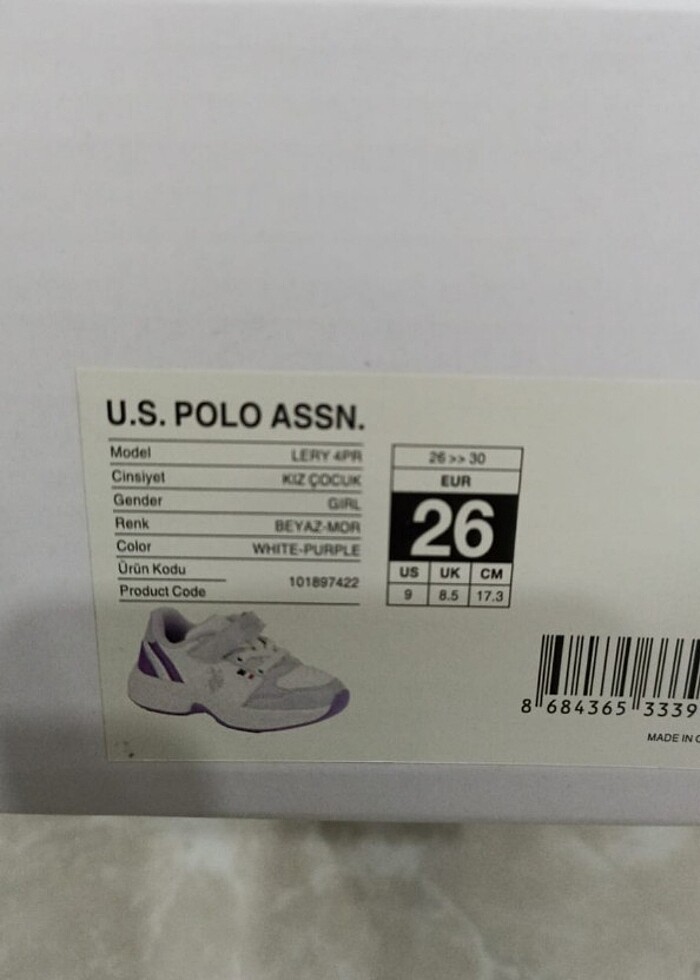 U.S. POLO ASSN.
Model LERY 4PR
Cinsiyet KIZ ÇOCUK
Gender GIRL
Renk BEYAZ-MOR
Color WHITE-PURPLE
Ürün Kodu
Product Code 101897422
26>>30
EUR
26
US UK CM
9 8.5 17.3
8 684365 3339
MADE IN